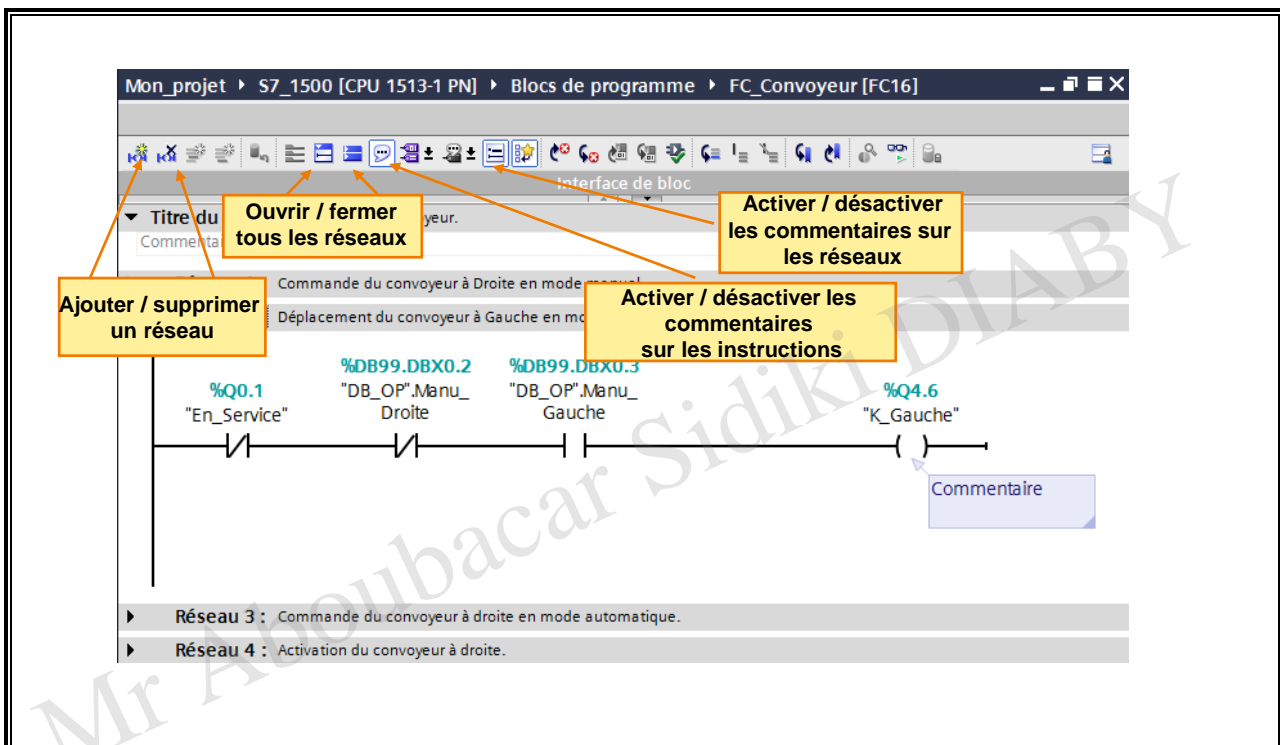 Mon_projet ▸ S7_1500 [CPU 1513-1 PN] ▸ Blocs de programme ▸ FC_Convoyeur [FC16]
Interface de bloc
Titre du
yeur.
Commentai
Ouvrir / fermer
tous les réseaux
Activer / désactiver
les commentaires sur
les réseaux
Ajouter / supprimer
un réseau
Commande du convoyeur à Droite en mode manuel
Déplacement du convoyeur à Gauche en mo
Activer / désactiver les
commentaires
sur les instructions
%Q0.1
"En_Service"
%DB99.DBX0.2
"DB_OP".Manu_
Droite
%DB99.DBX0.3
"DB_OP".Manu_
Gauche
%Q4.6
"K_Gauche"
Commentaire
Réseau 3 : Commande du convoyeur à droite en mode automatique.
Réseau 4 : Activation du convoyeur à droite.
Mr Aboubacar Sidiki DIABY